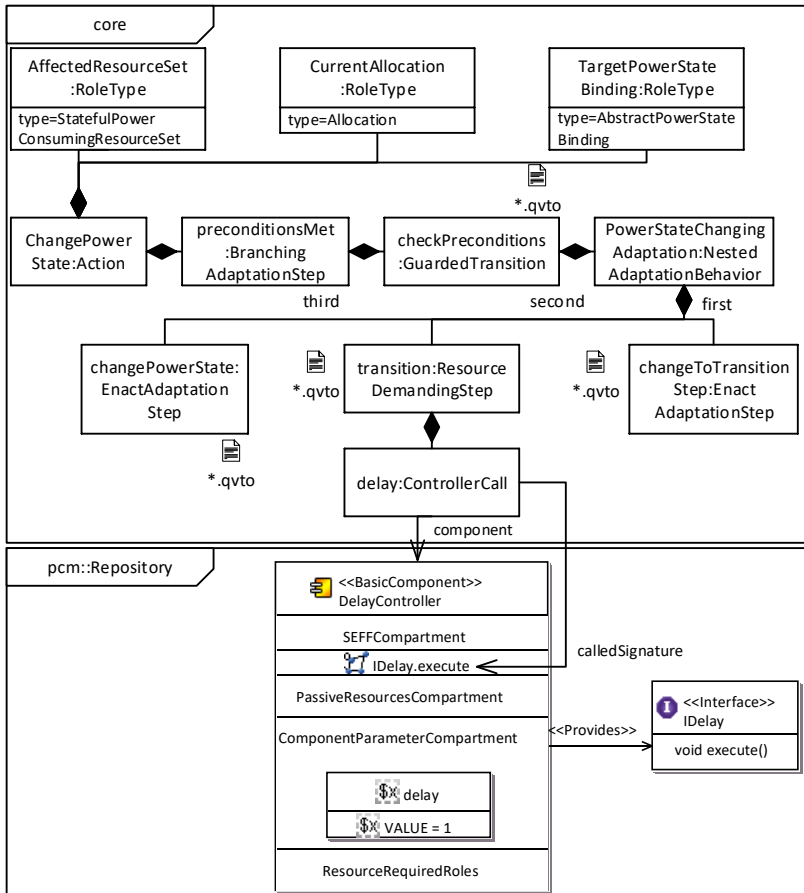 core
AffectedResourceSet
:RoleType
type=StatefulPower
ConsumingResourceSet
CurrentAllocation
:RoleType
type=Allocation
TargetPowerState
Binding:RoleType
type=AbstractPowerState
Binding
*.qvto
ChangePower
State:Action
preconditionsMet
:Branching
AdaptationStep
checkPreconditions
:GuardedTransition
PowerStateChanging
Adaptation:Nested
AdaptationBehavior
third
second
first
changePowerState:
EnactAdaptation
Step
*.qvto
transition:Resource
DemandingStep
*.qvto
changeToTransition
Step:Enact
AdaptationStep
*.qvto
delay:ControllerCall
component
pcm::Repository
<<BasicComponent>>
DelayController
SEFFCompartment
IDelay.execute
calledSignature
PassiveResourcesCompartment
ComponentParameterCompartment
<<Provides>>
I
<<Interface>>
IDelay
void execute()
$x delay
$x VALUE = 1
ResourceRequiredRoles